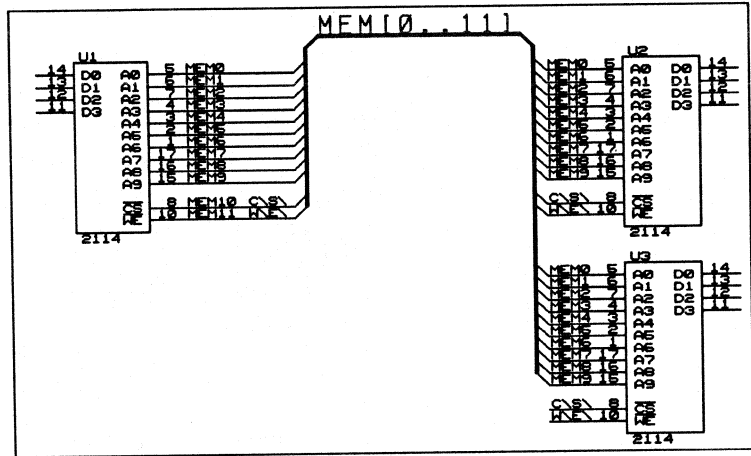 MEM[0..11]
U1
14 D0 A0 5 MEM0
13 D1 A1 6 MEM1
12 D2 A2 7 MEM2
11 D3 A3 4 MEM3
A4 3 MEM4
A5 2 MEM5
A6 1 MEM6
A7 17 MEM7
A8 16 MEM8
A9 15 MEM9
CS 8 MEM10 C\S\
WE 10 MEM11 W\E\
2114
U2
MEM0 5 A0 D0 14
MEM1 6 A1 D1 13
MEM2 7 A2 D2 12
MEM3 4 A3 D3 11
MEM4 3 A4
MEM5 2 A5
MEM6 1 A6
MEM7 17 A7
MEM8 16 A8
MEM9 15 A9
C\S\ 8 CS
W\E\ 10 WE
2114
U3
MEM0 5 A0 D0 14
MEM1 6 A1 D1 13
MEM2 7 A2 D2 12
MEM3 4 A3 D3 11
MEM4 3 A4
MEM5 2 A5
MEM6 1 A6
MEM7 17 A7
MEM8 16 A8
MEM9 15 A9
C\S\ 8 CS
W\E\ 10 WE
2114